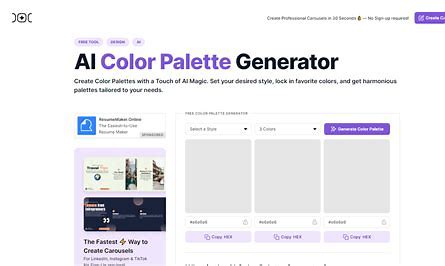 Create Professional Carousels in 30 Seconds 👌 — No Sign up required!
Create Ca
FREE TOOL
DESIGN
AI
AI Color Palette Generator
Create Color Palettes with a Touch of AI Magic. Set your desired style, lock in favorite colors, and get harmonious
palettes tailored to your needs.
ResumeMaker.Online
The Easiest-to-Use
Resume Maker
SPONSORED
FREE COLOR PALETTE GENERATOR
Select a Style
3 Colors
Generate Color Palette
#e6e6e6
#e6e6e6
#e6e6e6
Copy HEX
Copy HEX
Copy HEX
The Fastest ⚡ Way to
Create Carousels
For LinkedIn, Instagram & TikTok